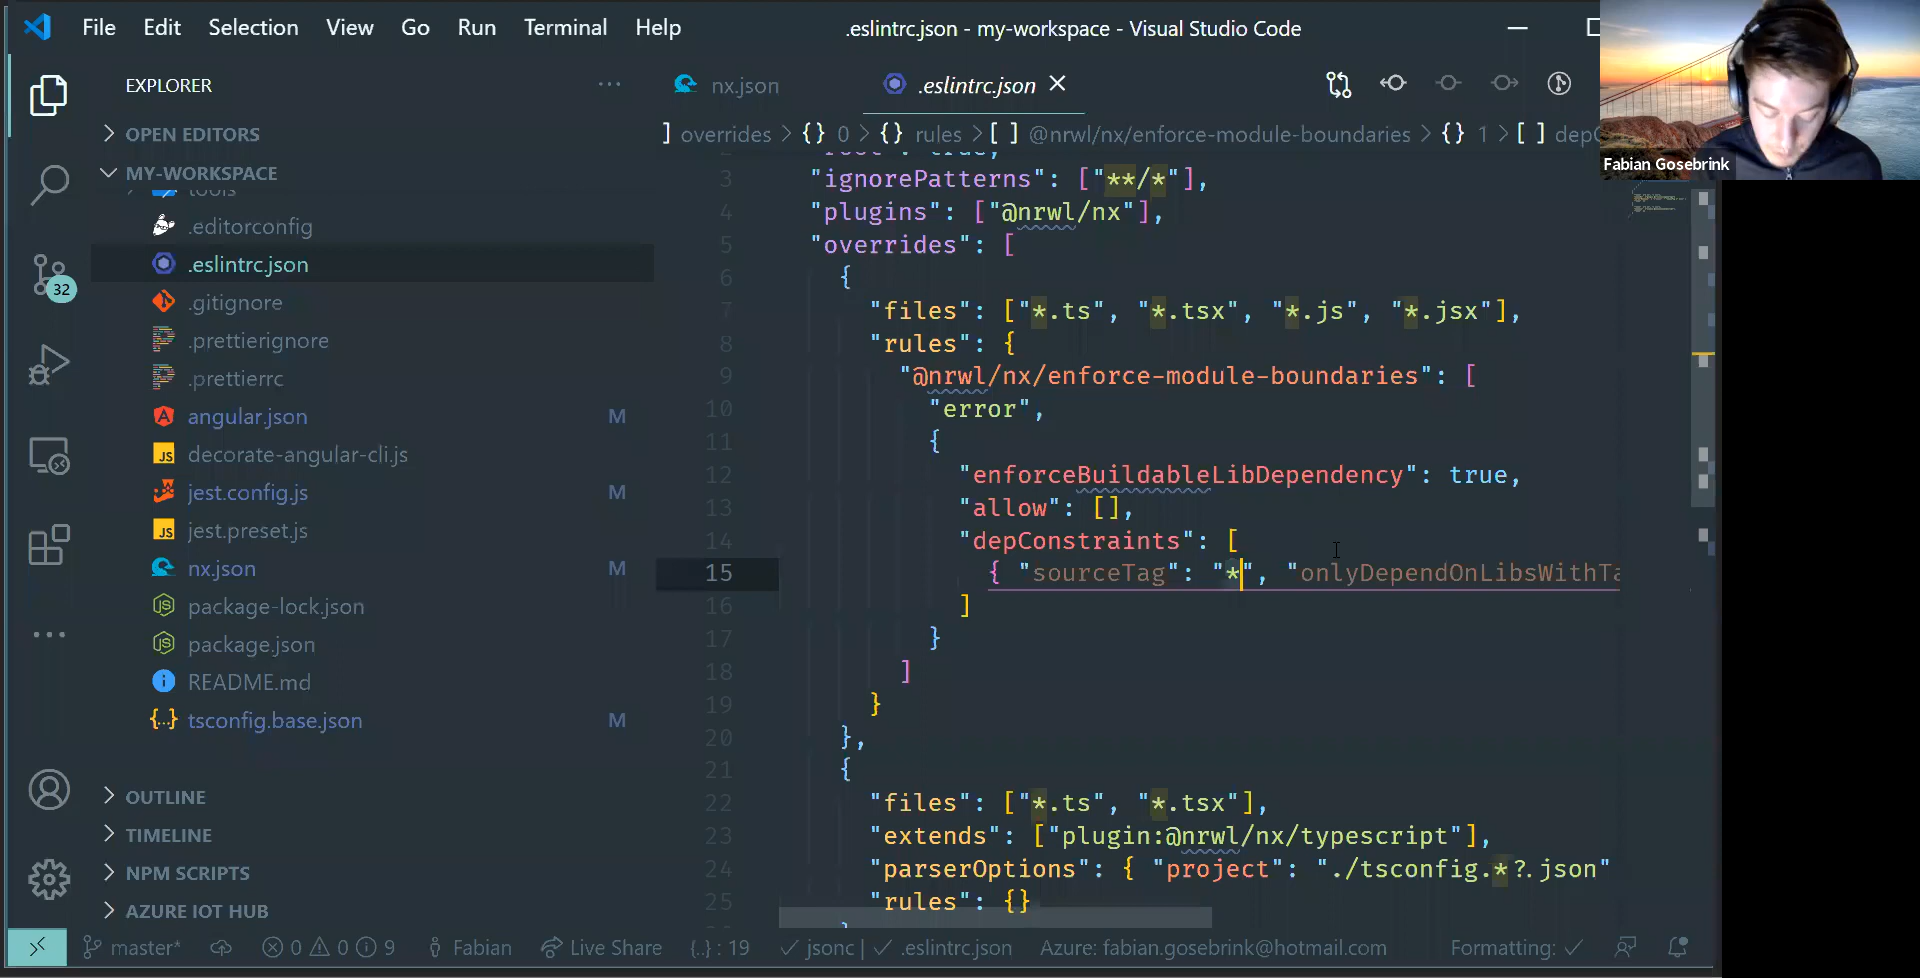 File Edit Selection View Go Run Terminal Help
.eslintrc.json - my-workspace - Visual Studio Code
Fabian Gosebrink
EXPLORER
OPEN EDITORS
MY-WORKSPACE
tools
.editorconfig
.eslintrc.json
.gitignore
.prettierignore
.prettierrc
angular.json M
decorate-angular-cli.js
jest.config.js M
jest.preset.js
nx.json M
package-lock.json
package.json
README.md
tsconfig.base.json M
OUTLINE
TIMELINE
NPM SCRIPTS
AZURE IOT HUB
32
nx.json
.eslintrc.json
] overrides > {} 0 > {} rules > [ ] @nrwl/nx/enforce-module-boundaries > {} 1 > [ ] dep
3 "ignorePatterns": ["**/*"],
4 "plugins": ["@nrwl/nx"],
5 "overrides": [
6 {
7 "files": ["*.ts", "*.tsx", "*.js", "*.jsx"],
8 "rules": {
9 "@nrwl/nx/enforce-module-boundaries": [
10 "error",
11 {
12 "enforceBuildableLibDependency": true,
13 "allow": [],
14 "depConstraints": [
15 { "sourceTag": "*", "onlyDependOnLibsWithTa
16 ]
17 }
18 ]
19 }
20 },
21 {
22 "files": ["*.ts", "*.tsx"],
23 "extends": ["plugin:@nrwl/nx/typescript"],
24 "parserOptions": { "project": "./tsconfig.*?.json"
25 "rules": {}
master* 0 0 9 Fabian Live Share {..} : 19 jsonc | .eslintrc.json Azure: fabian.gosebrink@hotmail.com Formatting: